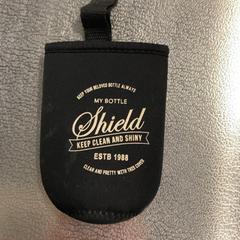 KEEP YOUR BELOVED BOTTLE ALWAYS
MY BOTTLE
Shield
KEEP CLEAN AND SHINY
ESTB 1988
CLEAR AND PRETTY WITH THIS COVER